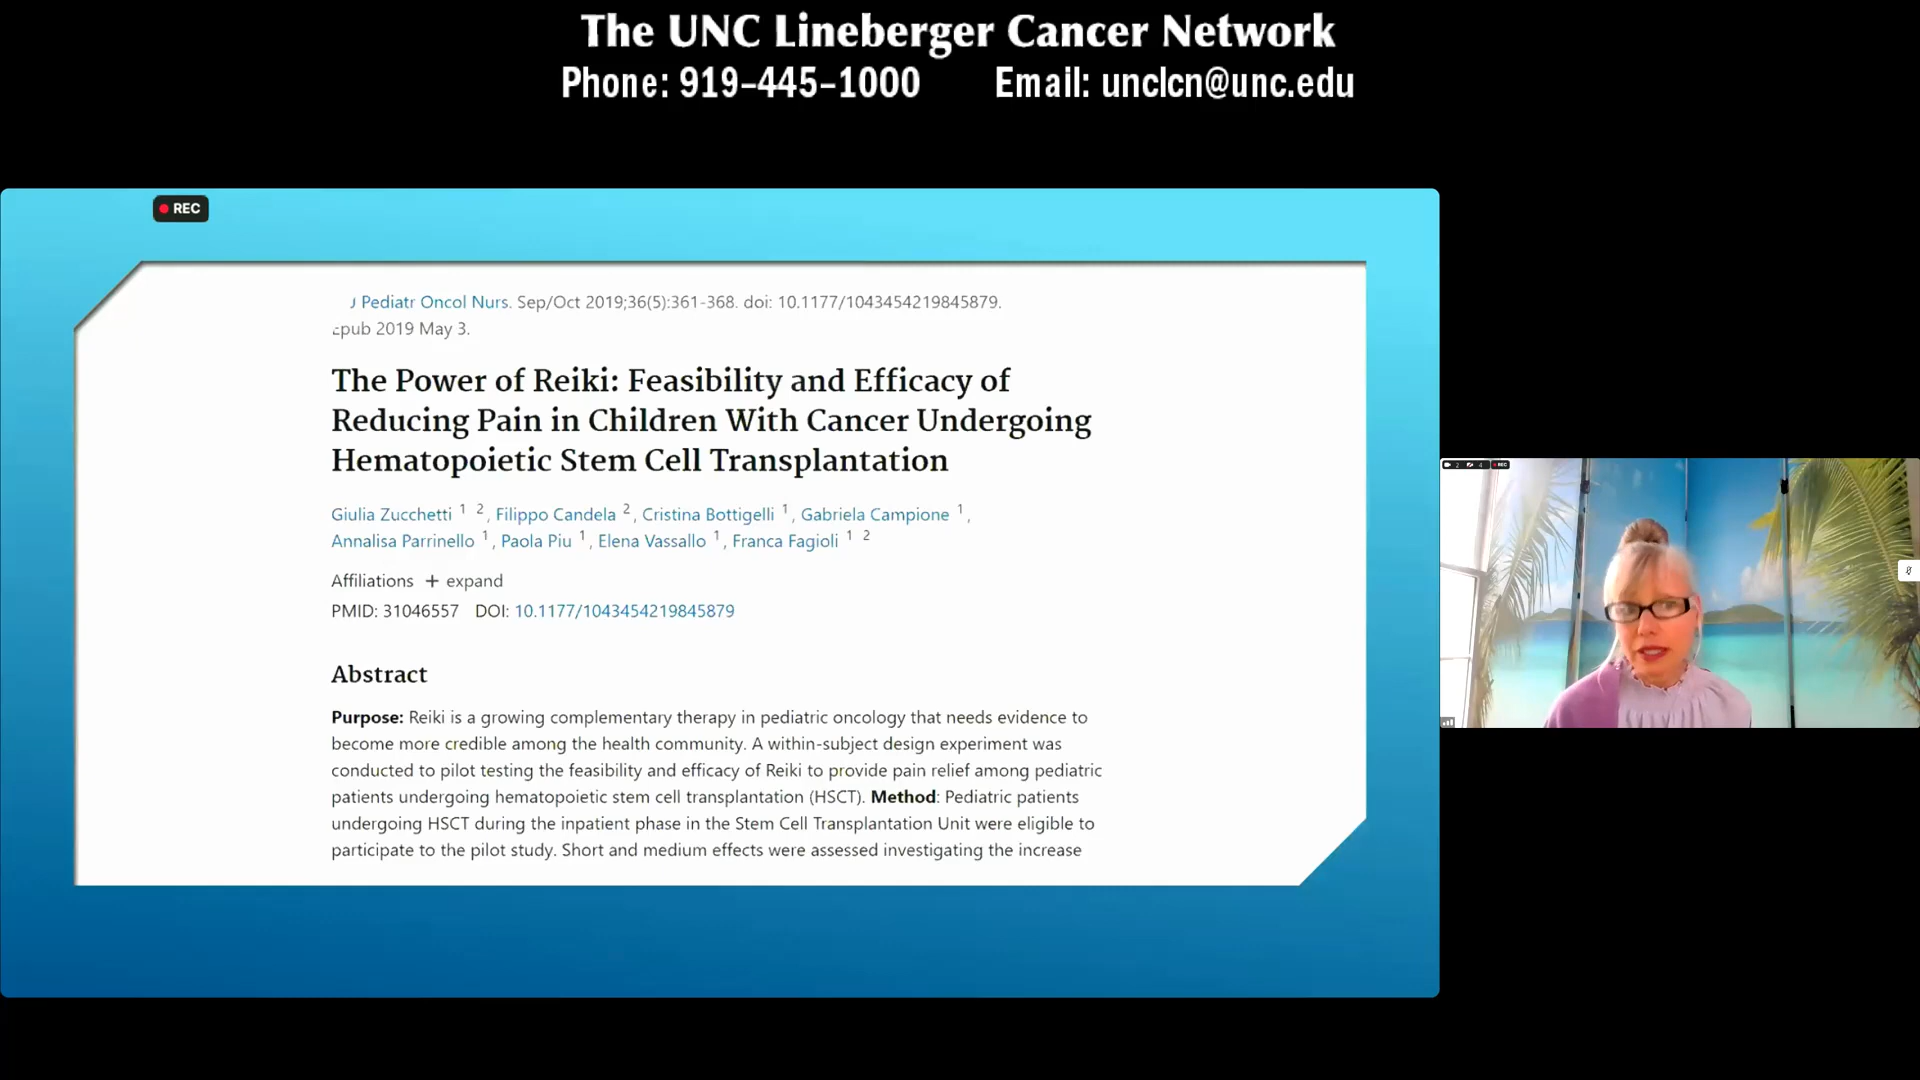 The UNC Lineberger Cancer Network
Phone: 919-445-1000 Email: unclcn@unc.edu
REC
J Pediatr Oncol Nurs. Sep/Oct 2019;36(5):361-368. doi: 10.1177/1043454219845879.
Epub 2019 May 3.
The Power of Reiki: Feasibility and Efficacy of
Reducing Pain in Children With Cancer Undergoing
Hematopoietic Stem Cell Transplantation
Giulia Zucchetti 1 2, Filippo Candela 2, Cristina Bottigelli 1, Gabriela Campione 1,
Annalisa Parrinello 1, Paola Piu 1, Elena Vassallo 1, Franca Fagioli 1 2
Affiliations + expand
PMID: 31046557 DOI: 10.1177/1043454219845879
Abstract
Purpose: Reiki is a growing complementary therapy in pediatric oncology that needs evidence to
become more credible among the health community. A within-subject design experiment was
conducted to pilot testing the feasibility and efficacy of Reiki to provide pain relief among pediatric
patients undergoing hematopoietic stem cell transplantation (HSCT). Method: Pediatric patients
undergoing HSCT during the inpatient phase in the Stem Cell Transplantation Unit were eligible to
participate to the pilot study. Short and medium effects were assessed investigating the increase
2 4 REC